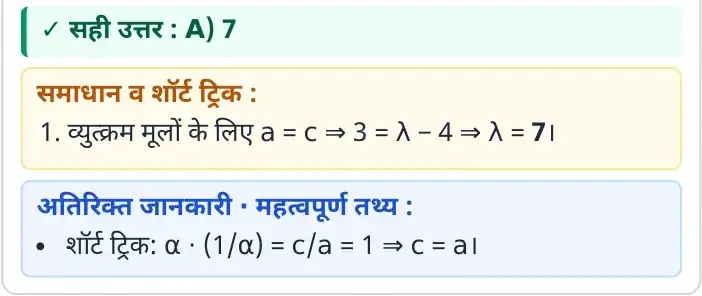 ✓ सही उत्तर : A) 7
समाधान व शॉर्ट ट्रिक :
1. व्युत्क्रम मूलों के लिए a = c ⇒ 3 = λ − 4 ⇒ λ = 7।
अतिरिक्त जानकारी · महत्वपूर्ण तथ्य :
• शॉर्ट ट्रिक: α · (1/α) = c/a = 1 ⇒ c = a।